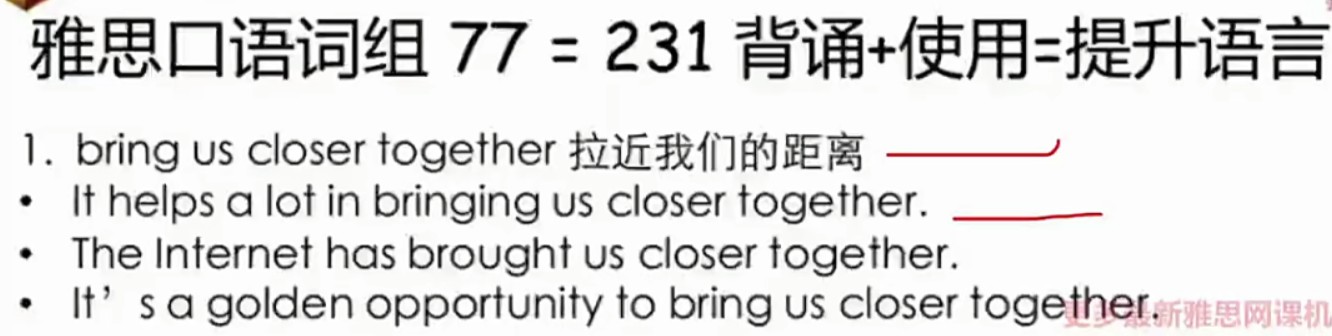 雅思口语词组 77 = 231 背诵+使用=提升语言
1. bring us closer together 拉近我们的距离
• It helps a lot in bringing us closer together.
• The Internet has brought us closer together.
• It’s a golden opportunity to bring us closer together.
更多最新雅思网课机